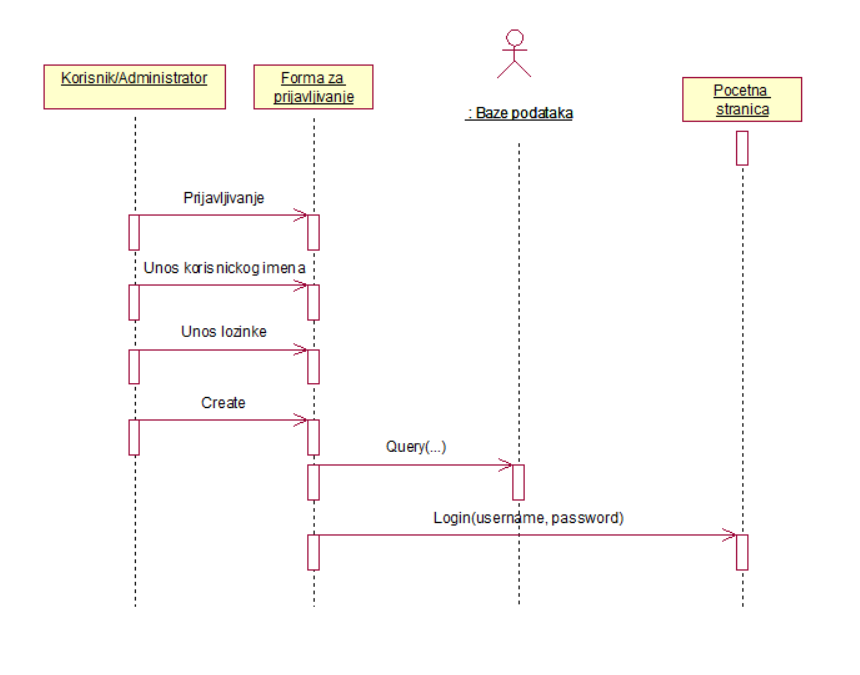 Korisnik/Administrator
Forma za
prijavljivanje
: Baze podataka
Pocetna
stranica
Prijavljivanje
Unos korisnickog imena
Unos lozinke
Create
Query(...)
Login(username, password)